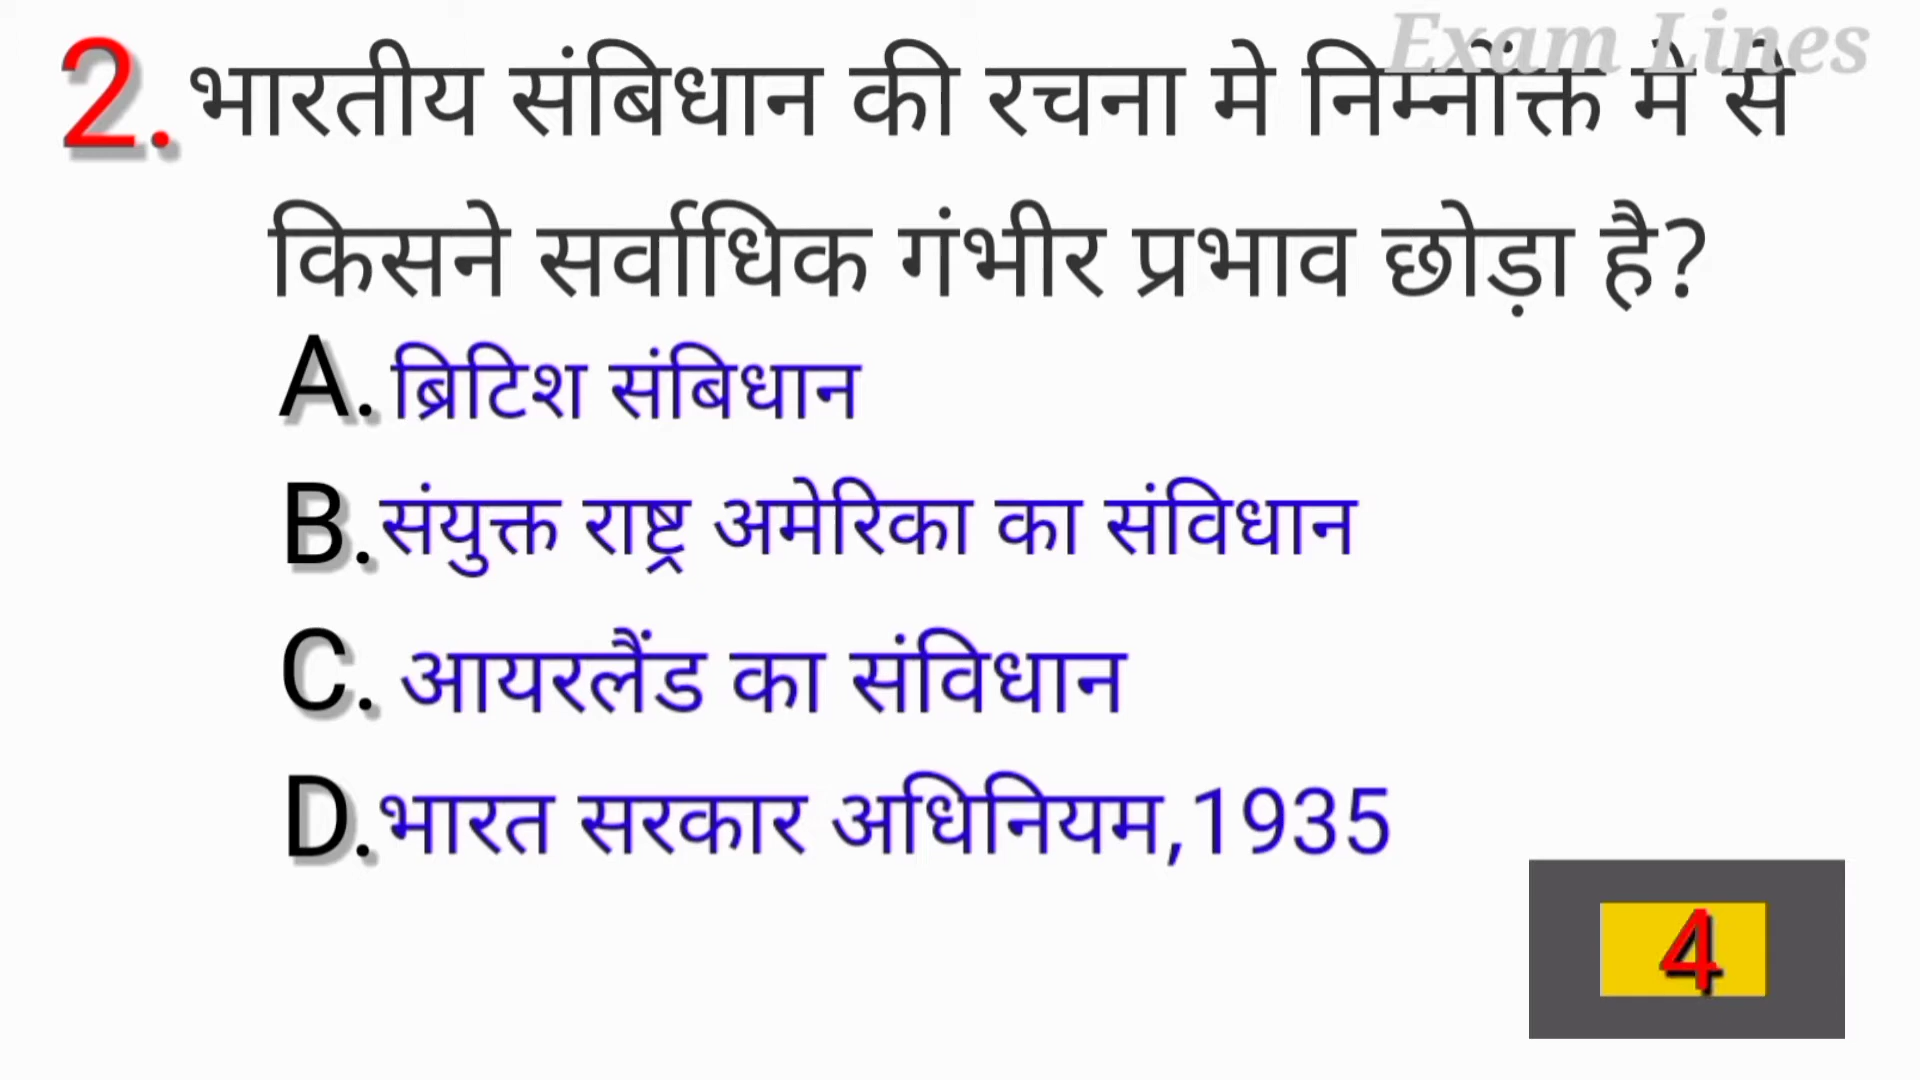 Exam Lines
2. भारतीय संबिधान की रचना मे निम्नोंक्त मे से
किसने सर्वाधिक गंभीर प्रभाव छोड़ा है?
A. ब्रिटिश संबिधान
B. संयुक्त राष्ट्र अमेरिका का संविधान
C. आयरलैंड का संविधान
D. भारत सरकार अधिनियम,1935
4